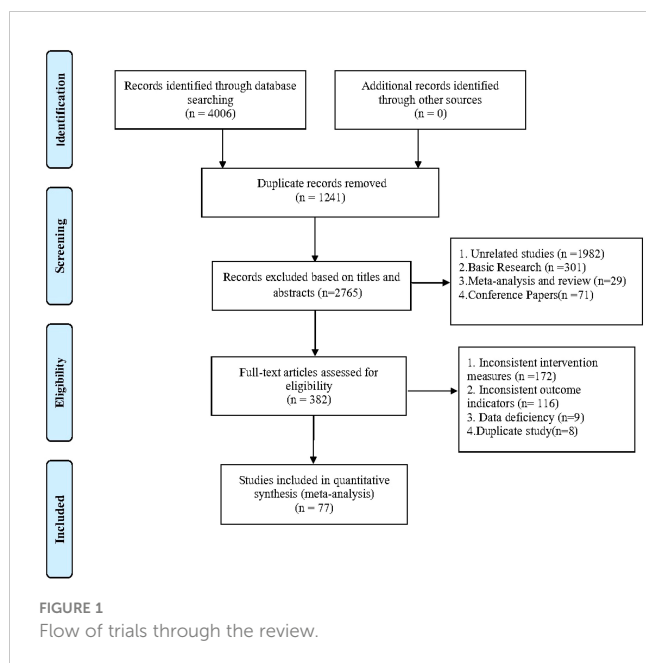 Identification
Records identified through database
searching
(n = 4006)
Additional records identified
through other sources
(n = 0)
Duplicate records removed
(n = 1241)
Screening
Records excluded based on titles and
abstracts (n=2765)
1. Unrelated studies (n =1982)
2.Basic Research (n =301)
3.Meta-analysis and review (n=29)
4.Conference Papers(n =71)
Eligibility
Full-text articles assessed for
eligibility
(n = 382)
1. Inconsistent intervention
measures (n =172)
2. Inconsistent outcome
indicators (n= 116)
3. Data deficiency (n=9)
4.Duplicate study(n=8)
Included
Studies included in quantitative
synthesis (meta-analysis)
(n = 77)
FIGURE 1
Flow of trials through the review.